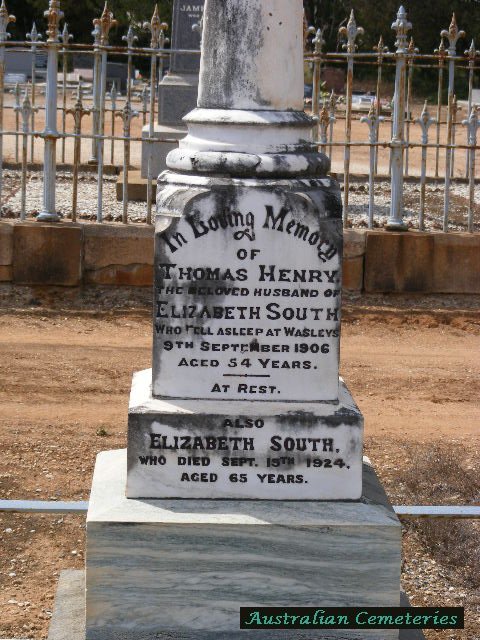 JAM
In Loving Memory
OF
THOMAS HENRY,
THE BELOVED HUSBAND OF
ELIZABETH SOUTH
WHO FELL ASLEEP AT WASLEYS
9TH SEPTEMBER 1906
AGED 54 YEARS.
AT REST.
ALSO
ELIZABETH SOUTH,
WHO DIED SEPT. 15TH 1924,
AGED 65 YEARS.
Australian Cemeteries